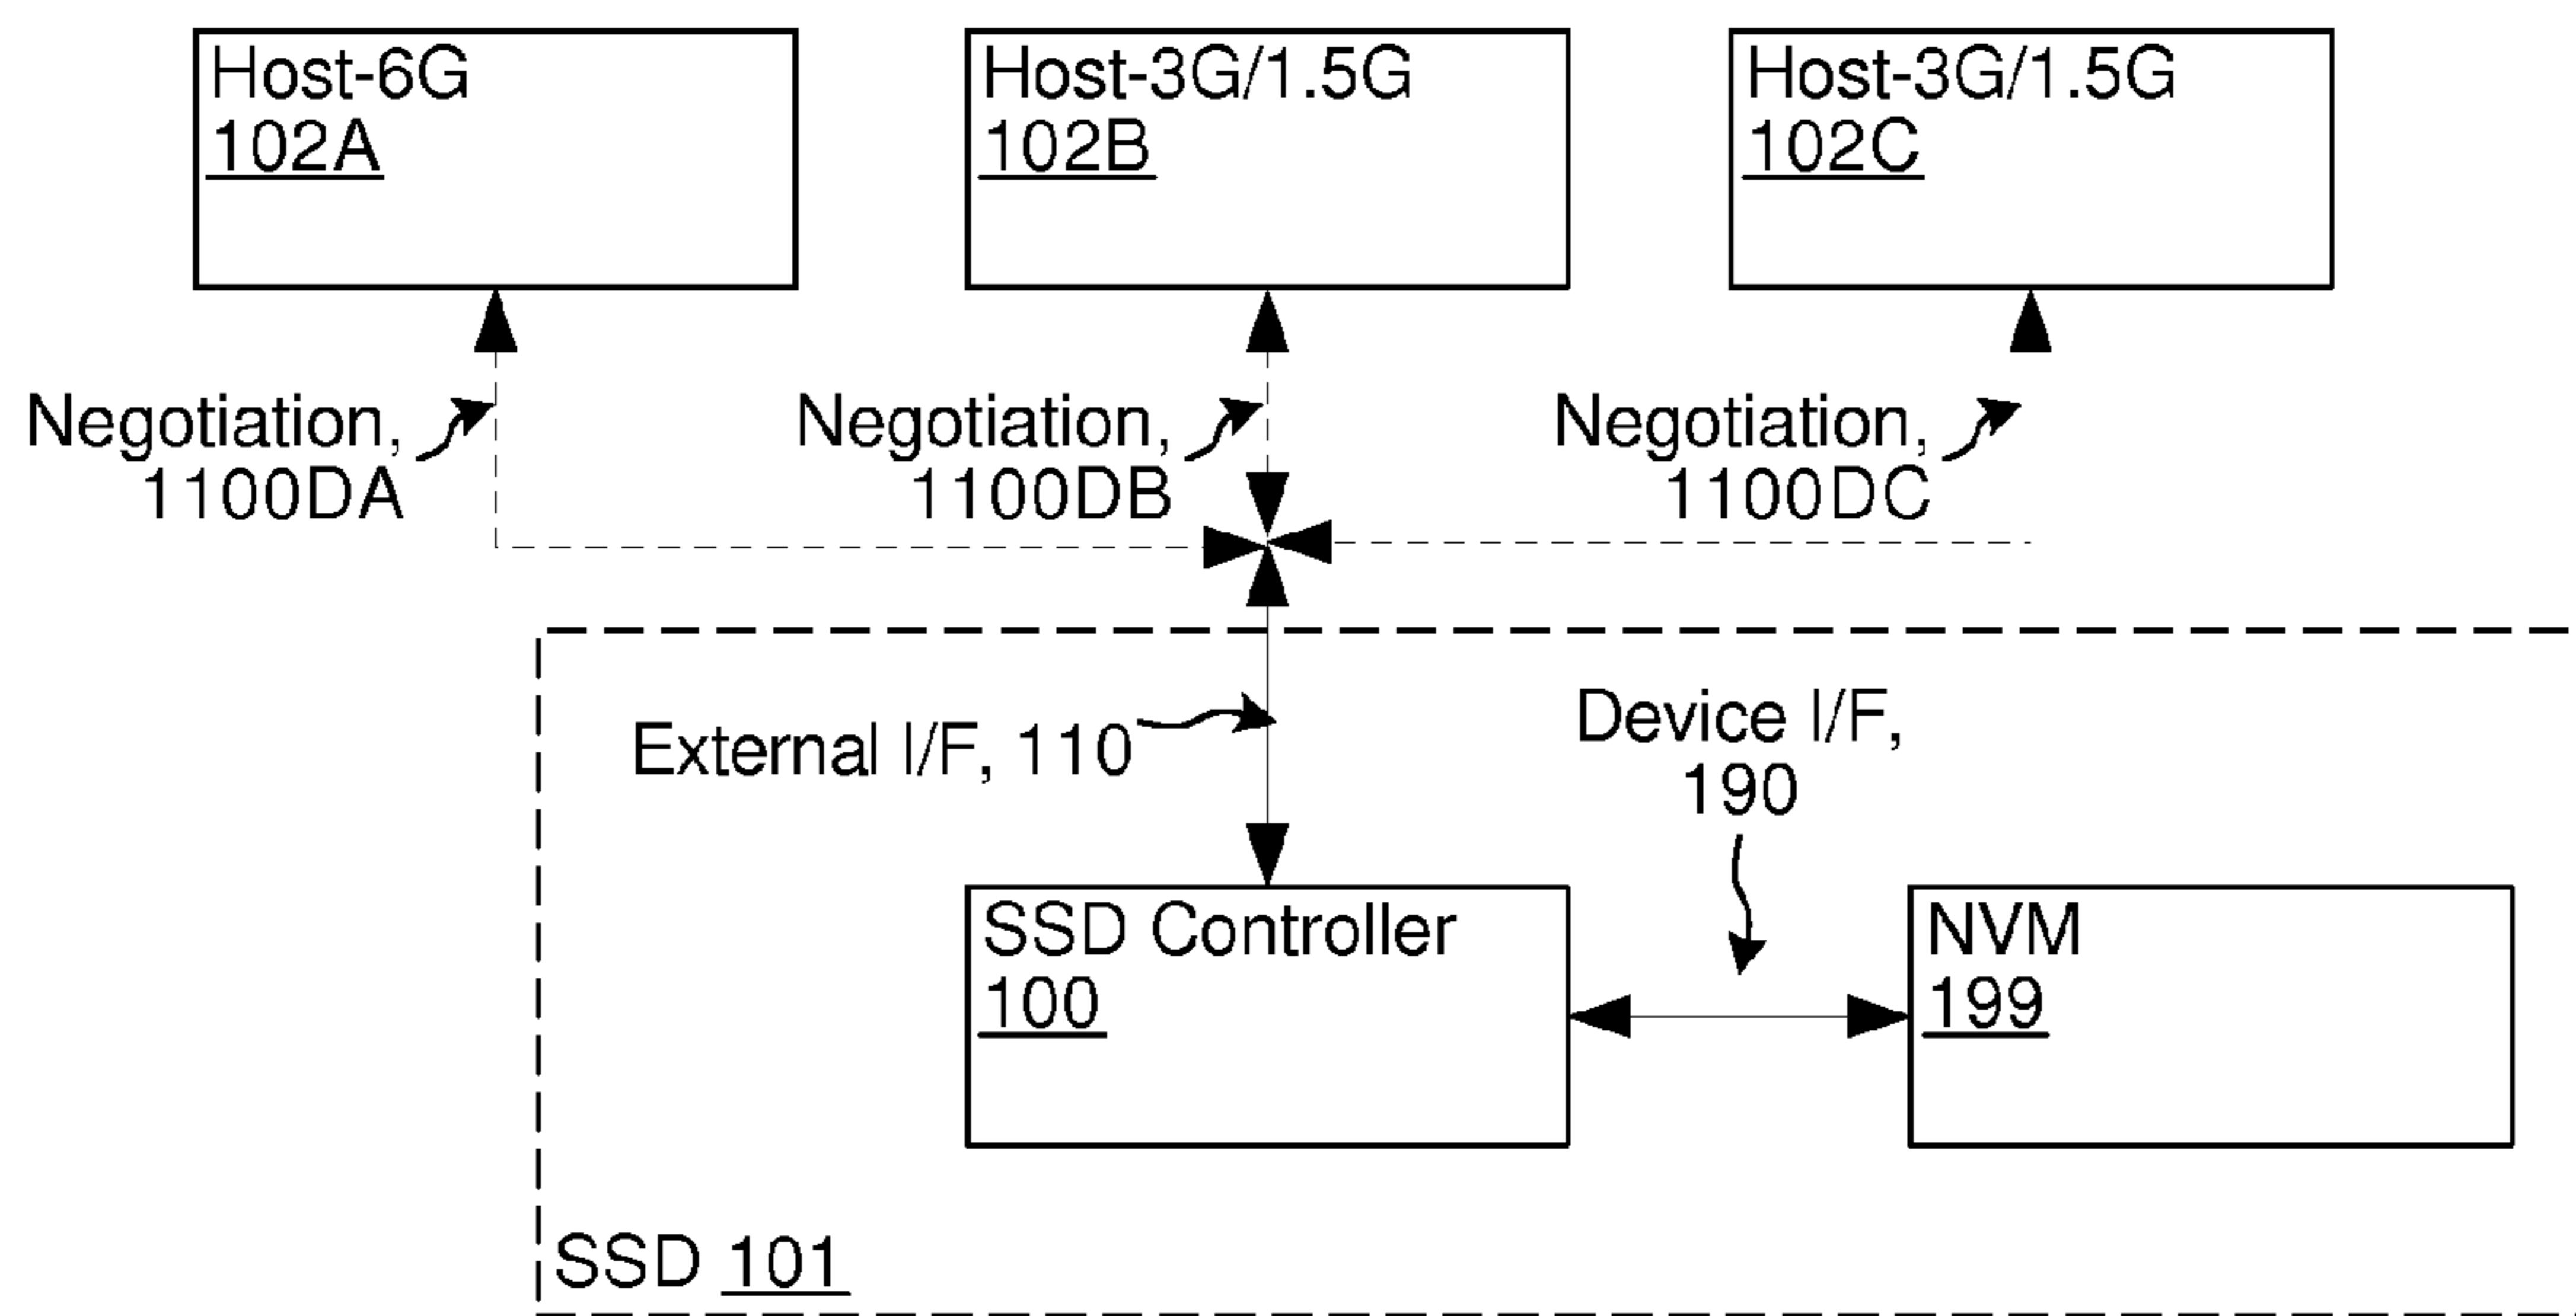 Host-6G
102A
Host-3G/1.5G
102B
Host-3G/1.5G
102C
Negotiation,
1100DA
Negotiation,
1100DB
Negotiation,
1100DC
External I/F, 110
Device I/F,
190
SSD Controller
100
NVM
199
SSD 101